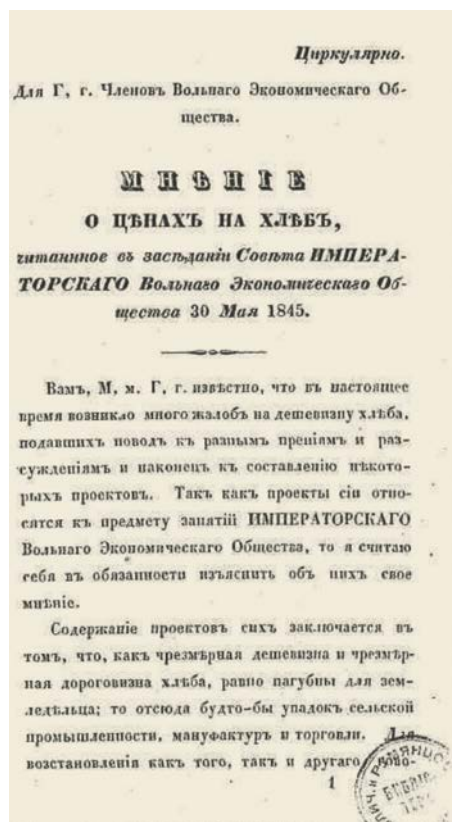 Циркулярно.
Для Г, г. Членовъ Вольнаго Экономическаго Об-
щества.
МНѢНІЕ
О ЦѢНАХЪ НА ХЛѢБЪ,
читаннное въ засѣданіи Совѣта ИМПЕРА-
ТОРСКАГО Вольнаго Экономическаго Об-
щества 30 Мая 1845.
Вамъ, М, м. Г, г. извѣстно, что въ настоящее
время возникло много жалобъ на дешевизну хлѣба,
подавшихъ поводъ къ разнымъ преніямъ и раз-
сужденіямъ и наконецъ къ составленію нѣкото-
рыхъ проектовъ. Такъ какъ проекты сіи отно-
сятся къ предмету занятій ИМПЕРАТОРСКАГО
Вольнаго Экономическаго Общества, то я считаю
себя въ обязанности изъяснить объ нихъ свое
мнѣніе.
Содержаніе проектовъ сихъ заключается въ
томъ, что, какъ чрезмѣрная дешевизна и чрезмѣр-
ная дороговизна хлѣба, равно пагубны для зем-
ледѣльца; то отсюда будто-бы упадокъ сельской
промышленности, мануфактуръ и торговли. Для
возстановленія какъ того, такъ и другаго
1